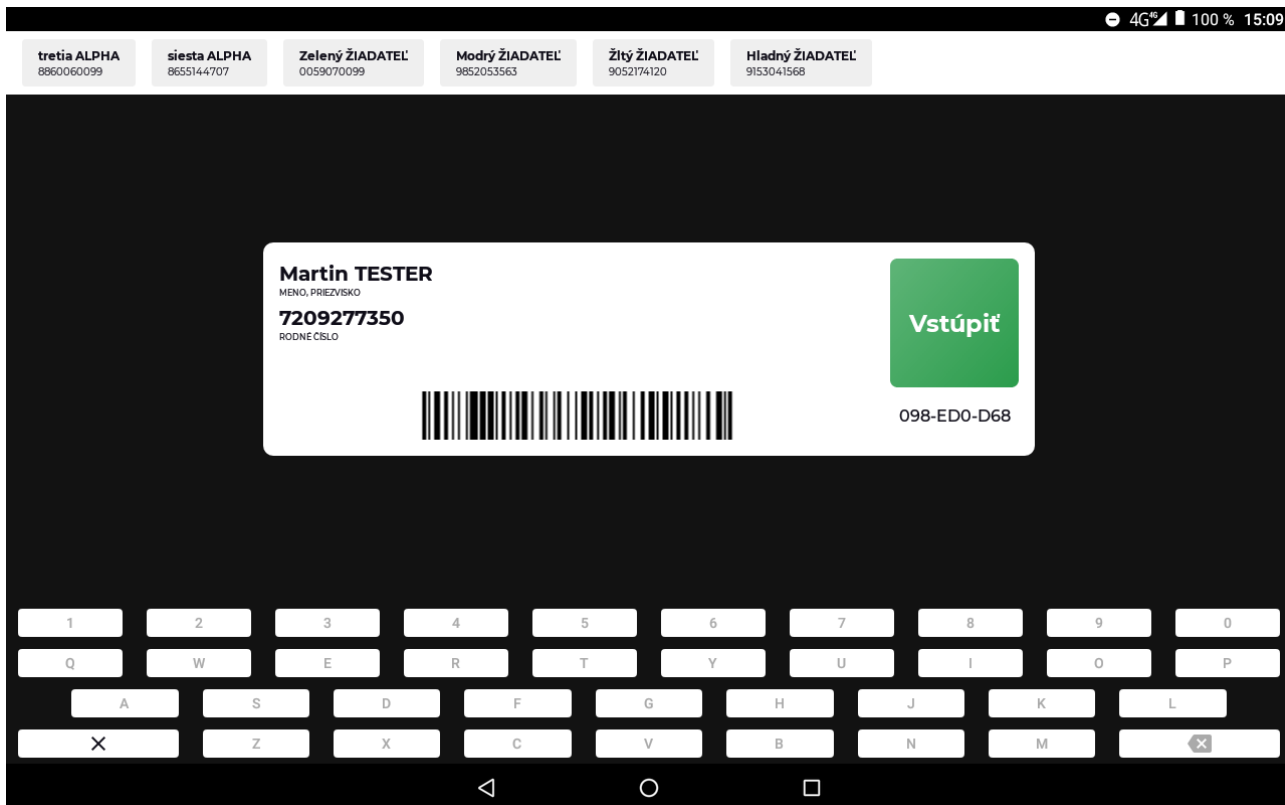 4G 4G 100 % 15:09
tretia ALPHA siesta ALPHA Zelený ŽIADATEĽ Modrý ŽIADATEĽ Žltý ŽIADATEĽ Hladný ŽIADATEĽ
8860060099 8655144707 0059070099 9852053563 9052174120 9153041568
Martin TESTER
MENO, PRIEZVISKO
7209277350
RODNÉ ČÍSLO
Vstúpiť
098-ED0-D68
1 2 3 4 5 6 7 8 9 0
Q W E R T Y U I O P
A S D F G H J K L
Z X C V B N M